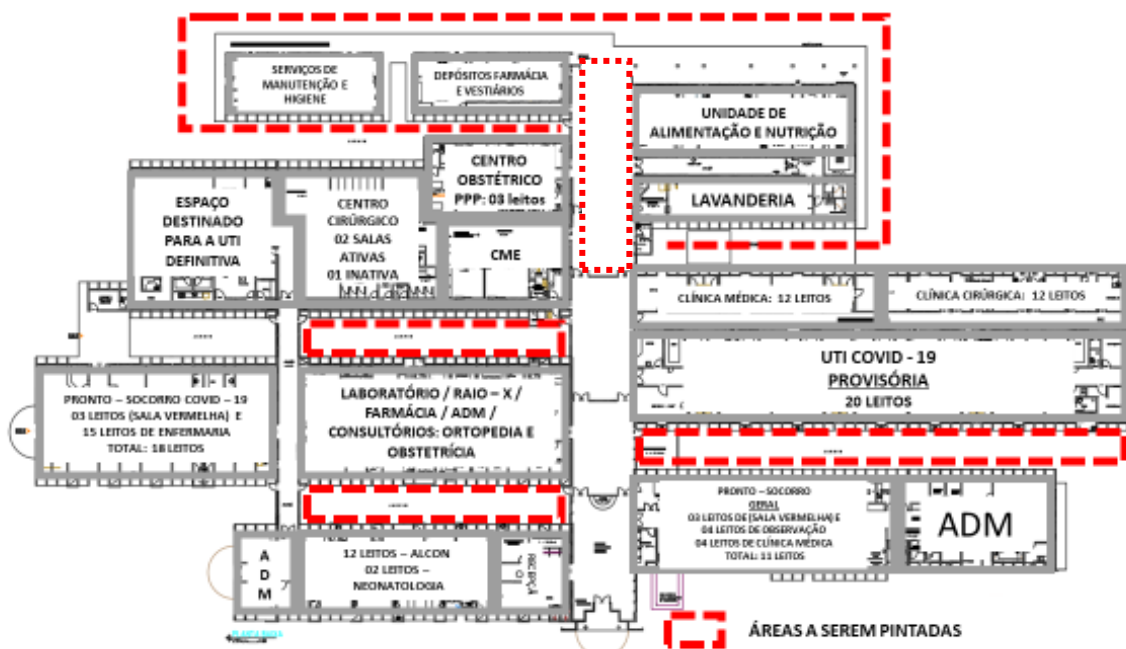 SERVIÇOS DE
MANUTENÇÃO E
HIGIENE
DEPÓSITOS FARMÁCIA
E VESTIÁRIOS
UNIDADE DE
ALIMENTAÇÃO E NUTRIÇÃO
CENTRO
OBSTÉTRICO
PPP: 03 leitos
LAVANDERIA
ESPAÇO
DESTINADO
PARA A UTI
DEFINITIVA
CENTRO
CIRÚRGICO
02 SALAS
ATIVAS
01 INATIVA
CME
CLÍNICA MÉDICA: 12 LEITOS
CLÍNICA CIRÚRGICA: 12 LEITOS
UTI COVID - 19
PROVISÓRIA
20 LEITOS
PRONTO – SOCORRO COVID – 19
03 LEITOS (SALA VERMELHA) E
15 LEITOS DE ENFERMARIA
TOTAL: 18 LEITOS
LABORATÓRIO / RAIO – X /
FARMÁCIA / ADM /
CONSULTÓRIOS: ORTOPEDIA E
OBSTETRÍCIA
PRONTO – SOCORRO
GERAL
03 LEITOS DE (SALA VERMELHA) E
04 LEITOS DE OBSERVAÇÃO
04 LEITOS DE CLÍNICA MÉDICA
TOTAL: 11 LEITOS
ADM
ADM
12 LEITOS – ALCON
02 LEITOS –
NEONATOLOGIA
ÁREAS A SEREM PINTADAS